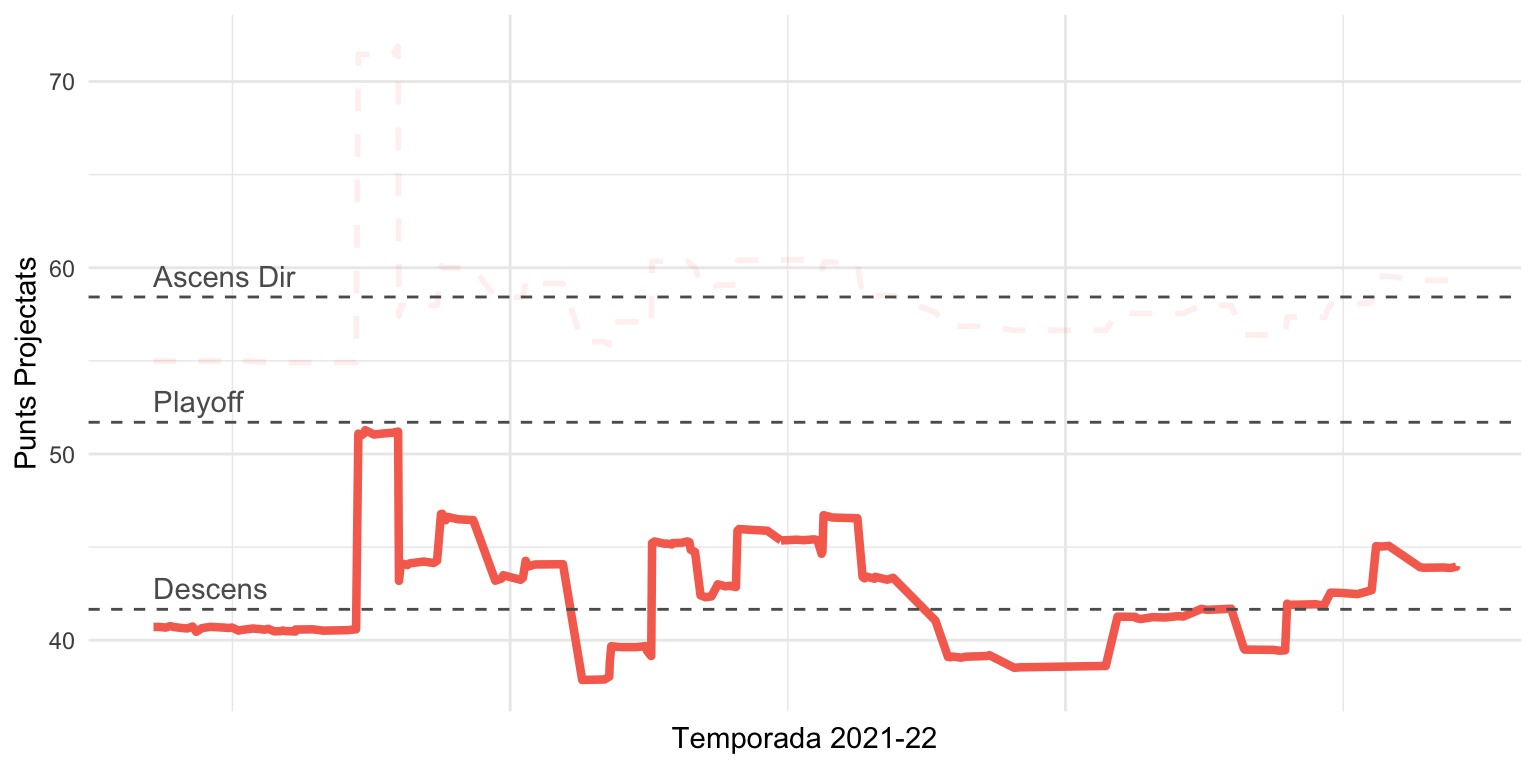 70
60
50
40
Punts Projectats
Ascens Dir
Playoff
Descens
Temporada 2021-22